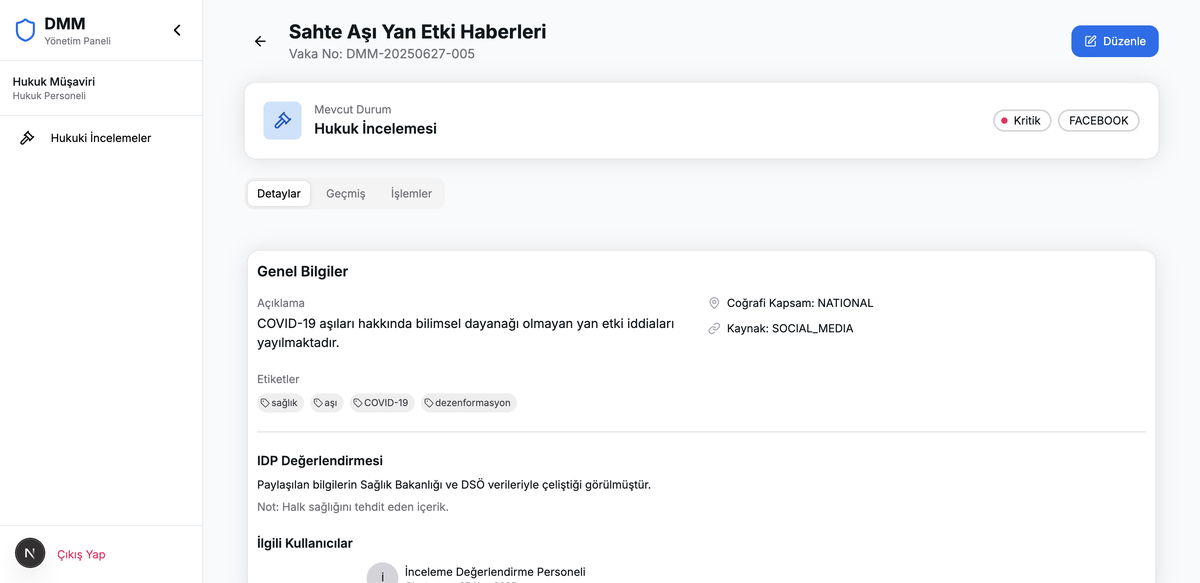 DMM
Yönetim Paneli
Hukuk Müşaviri
Hukuk Personeli
Hukuki İncelemeler
N
Çıkış Yap
Sahte Aşı Yan Etki Haberleri
Vaka No: DMM-20250627-005
Düzenle
Mevcut Durum
Hukuk İncelemesi
Kritik
FACEBOOK
Detaylar
Geçmiş
İşlemler
Genel Bilgiler
Açıklama
COVID-19 aşıları hakkında bilimsel dayanağı olmayan yan etki iddiaları
yayılmaktadır.
Coğrafi Kapsam: NATIONAL
Kaynak: SOCIAL_MEDIA
Etiketler
sağlık
aşı
COVID-19
dezenformasyon
IDP Değerlendirmesi
Paylaşılan bilgilerin Sağlık Bakanlığı ve DSÖ verileriyle çeliştiği görülmüştür.
Not: Halk sağlığını tehdit eden içerik.
İlgili Kullanıcılar
İ
İnceleme Değerlendirme Personeli